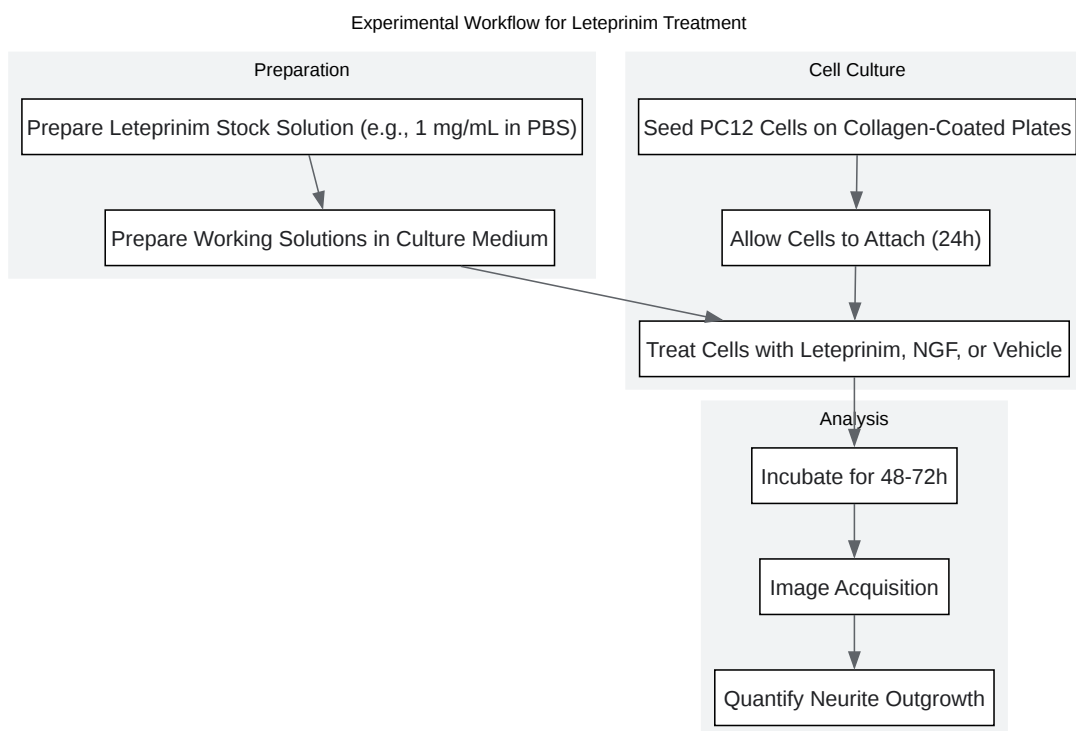 Experimental Workflow for Leteprinim Treatment
Preparation
Prepare Leteprinim Stock Solution (e.g., 1 mg/mL in PBS)
Prepare Working Solutions in Culture Medium
Cell Culture
Seed PC12 Cells on Collagen-Coated Plates
Allow Cells to Attach (24h)
Treat Cells with Leteprinim, NGF, or Vehicle
Analysis
Incubate for 48-72h
Image Acquisition
Quantify Neurite Outgrowth